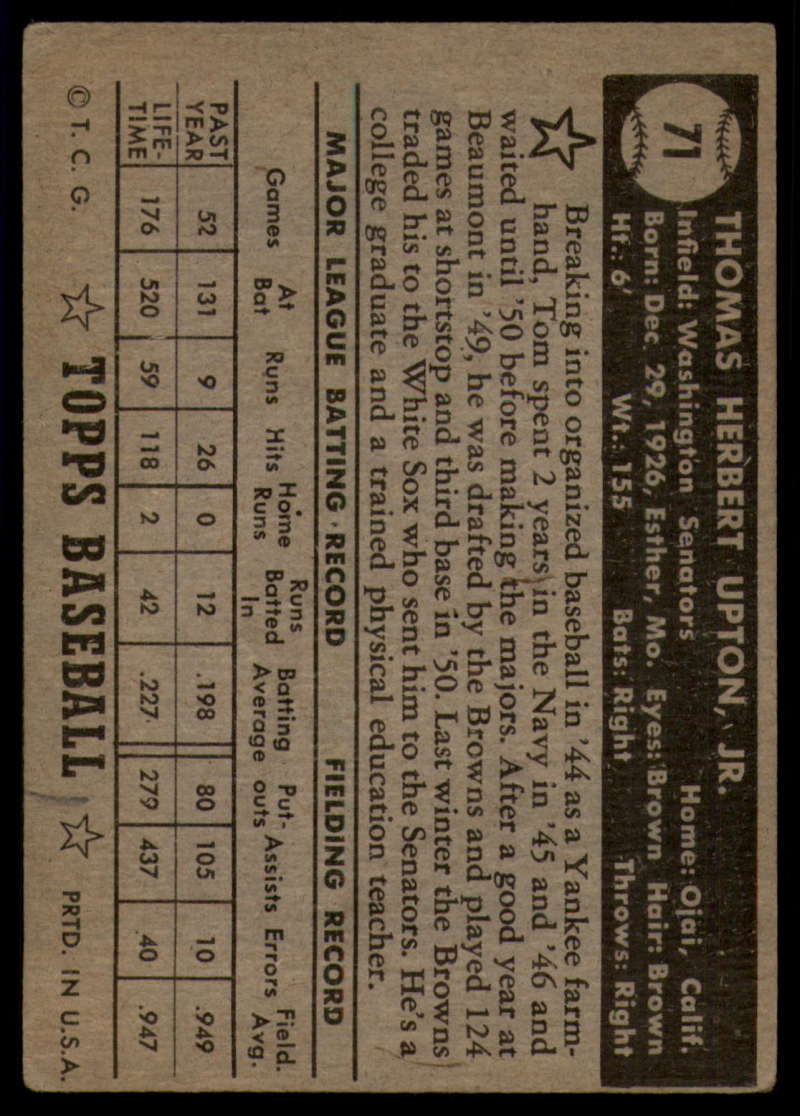 71
THOMAS HERBERT UPTON, JR.
Infield: Washington Senators Home: Ojai, Calif.
Born: Dec. 29, 1926, Esther, Mo. Eyes: Brown Hair: Brown
Ht.: 6' Wt.: 155 Bats: Right Throws: Right
Breaking into organized baseball in '44 as a Yankee farm-
hand, Tom spent 2 years in the Navy in '45 and '46 and
waited until '50 before making the majors. After a good year at
Beaumont in '49, he was drafted by the Browns and played 124
games at shortstop and third base in '50. Last winter the Browns
traded his to the White Sox who sent him to the Senators. He's a
college graduate and a trained physical education teacher.
MAJOR LEAGUE BATTING RECORD FIELDING RECORD
Games At Bat Runs Hits Home Runs Runs Batted In Batting Average Put-outs Assists Errors Field. Avg.
PAST YEAR 52 131 9 26 0 12 .198 80 105 10 .949
LIFE-TIME 176 520 59 118 2 42 .227 279 437 40 .947
© T. C. G. TOPPS BASEBALL PRTD. IN U.S.A.